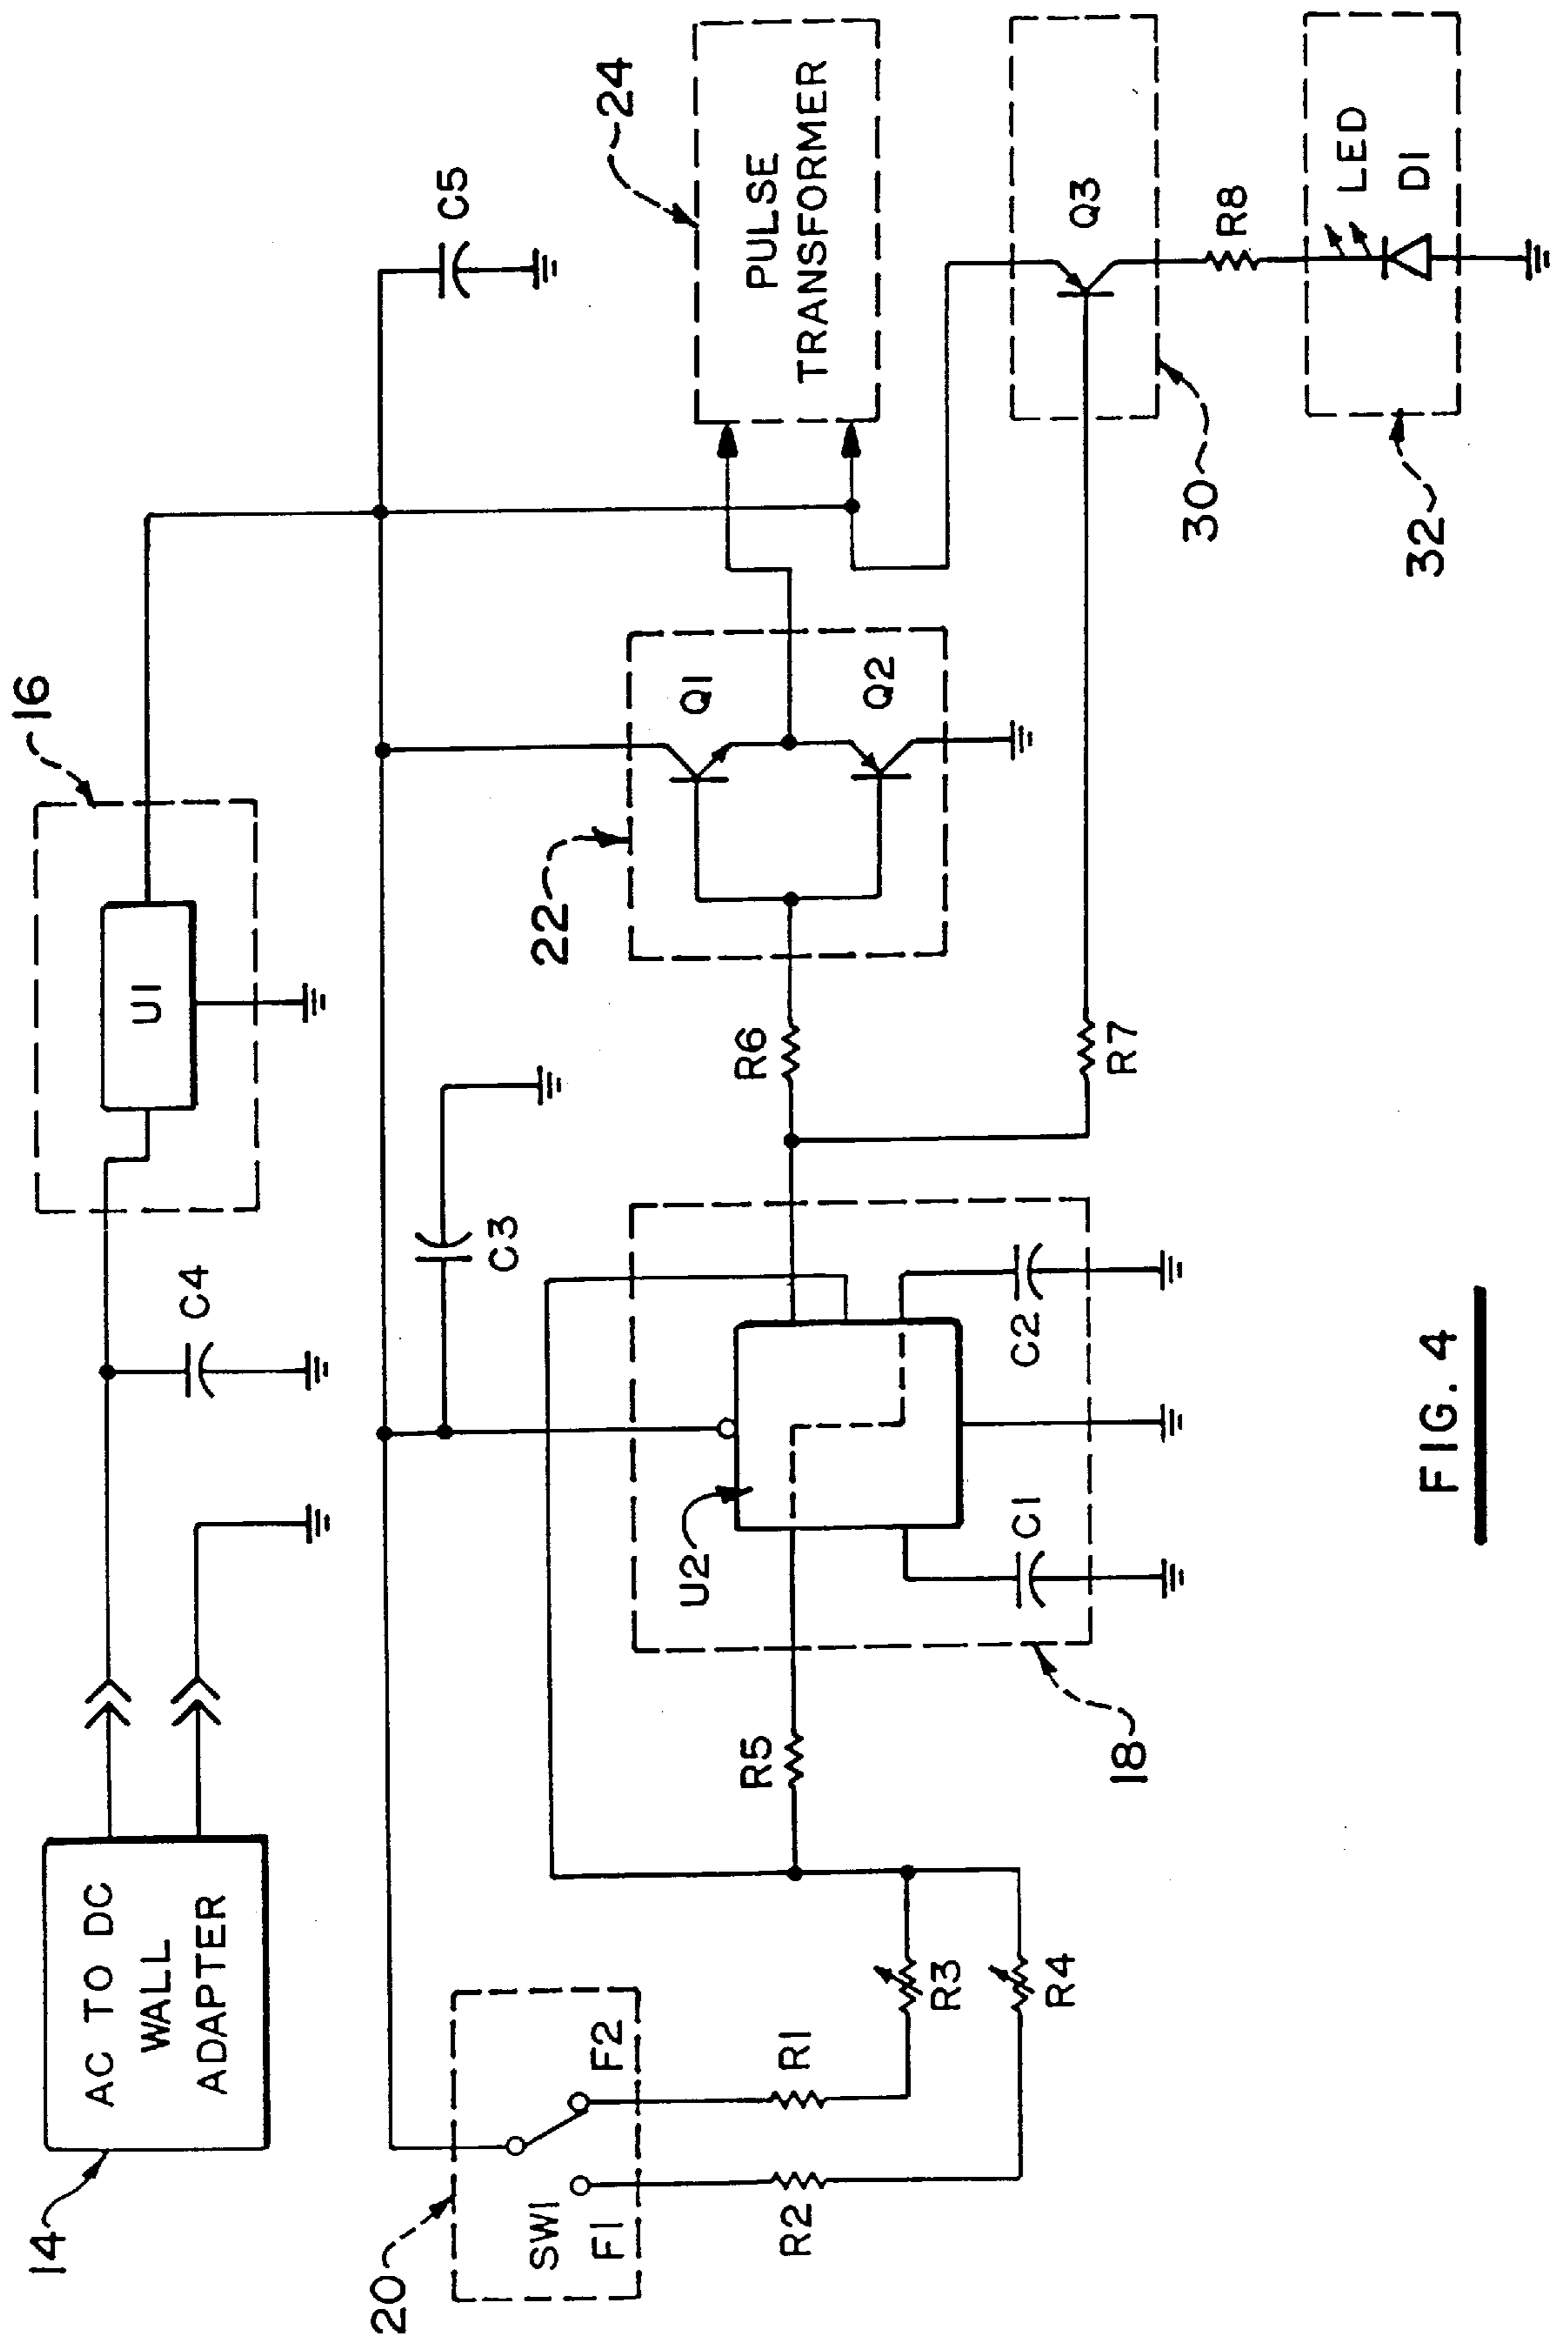 14
AC TO DC
WALL
ADAPTER
C4
16
U1
C5
C3
20
SW1
F1
F2
R2
R1
R3
R4
R5
U2
18
C1
C2
R6
R7
22
Q1
Q2
24
PULSE
TRANSFORMER
30
Q3
R8
32
LED
D1
FIG. 4